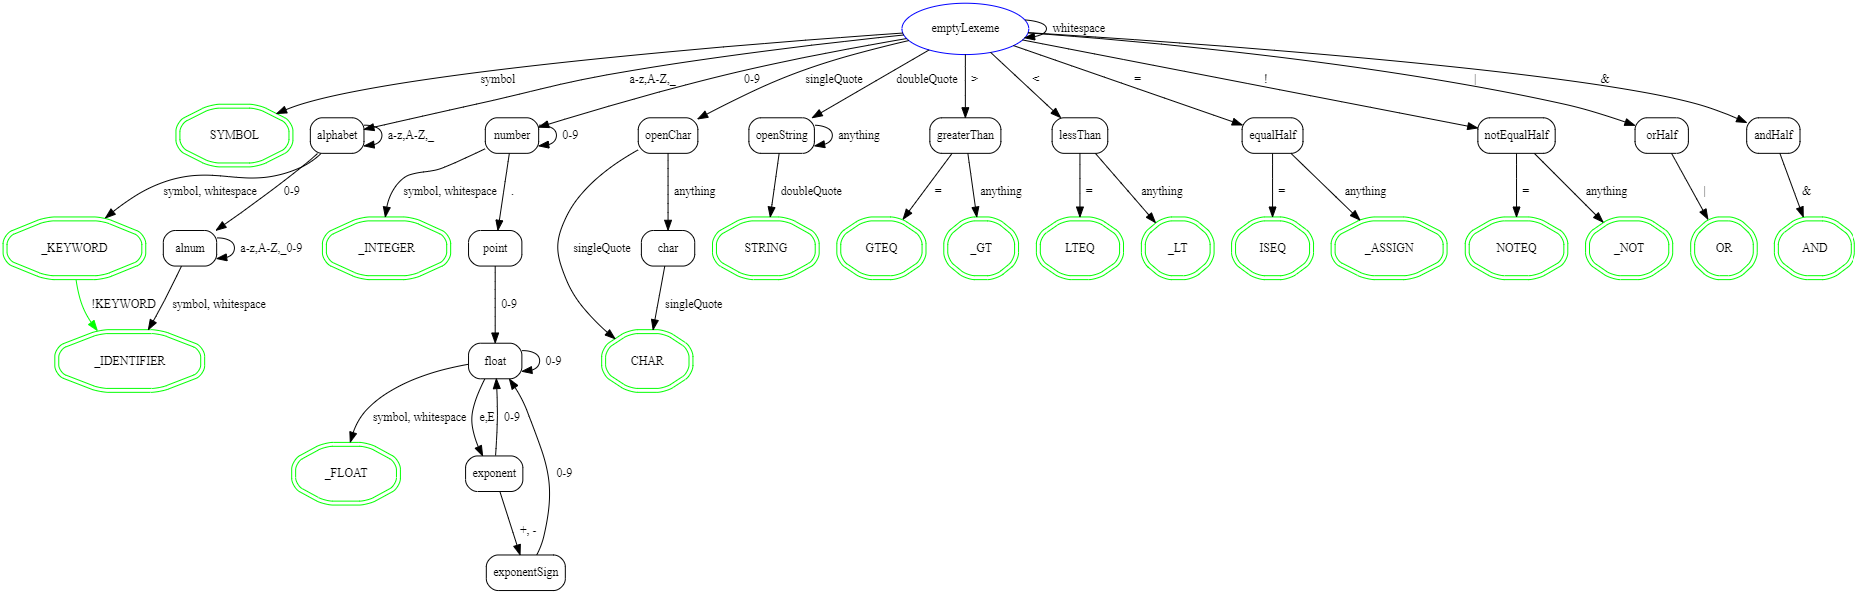 emptyLexeme
whitespace
symbol
a-z,A-Z,_
0-9
singleQuote
doubleQuote
>
<
=
!
|
&
SYMBOL
alphabet
a-z,A-Z,_
number
0-9
openChar
openString
anything
greaterThan
lessThan
equalHalf
notEqualHalf
orHalf
andHalf
symbol, whitespace
0-9
symbol, whitespace
.
anything
doubleQuote
=
anything
=
anything
=
anything
=
anything
|
&
_KEYWORD
alnum
a-z,A-Z,_0-9
_INTEGER
point
singleQuote
char
STRING
GTEQ
_GT
LTEQ
_LT
ISEQ
_ASSIGN
NOTEQ
_NOT
OR
AND
!KEYWORD
symbol, whitespace
0-9
singleQuote
_IDENTIFIER
float
0-9
CHAR
symbol, whitespace
e,E
0-9
_FLOAT
exponent
0-9
+, -
exponentSign